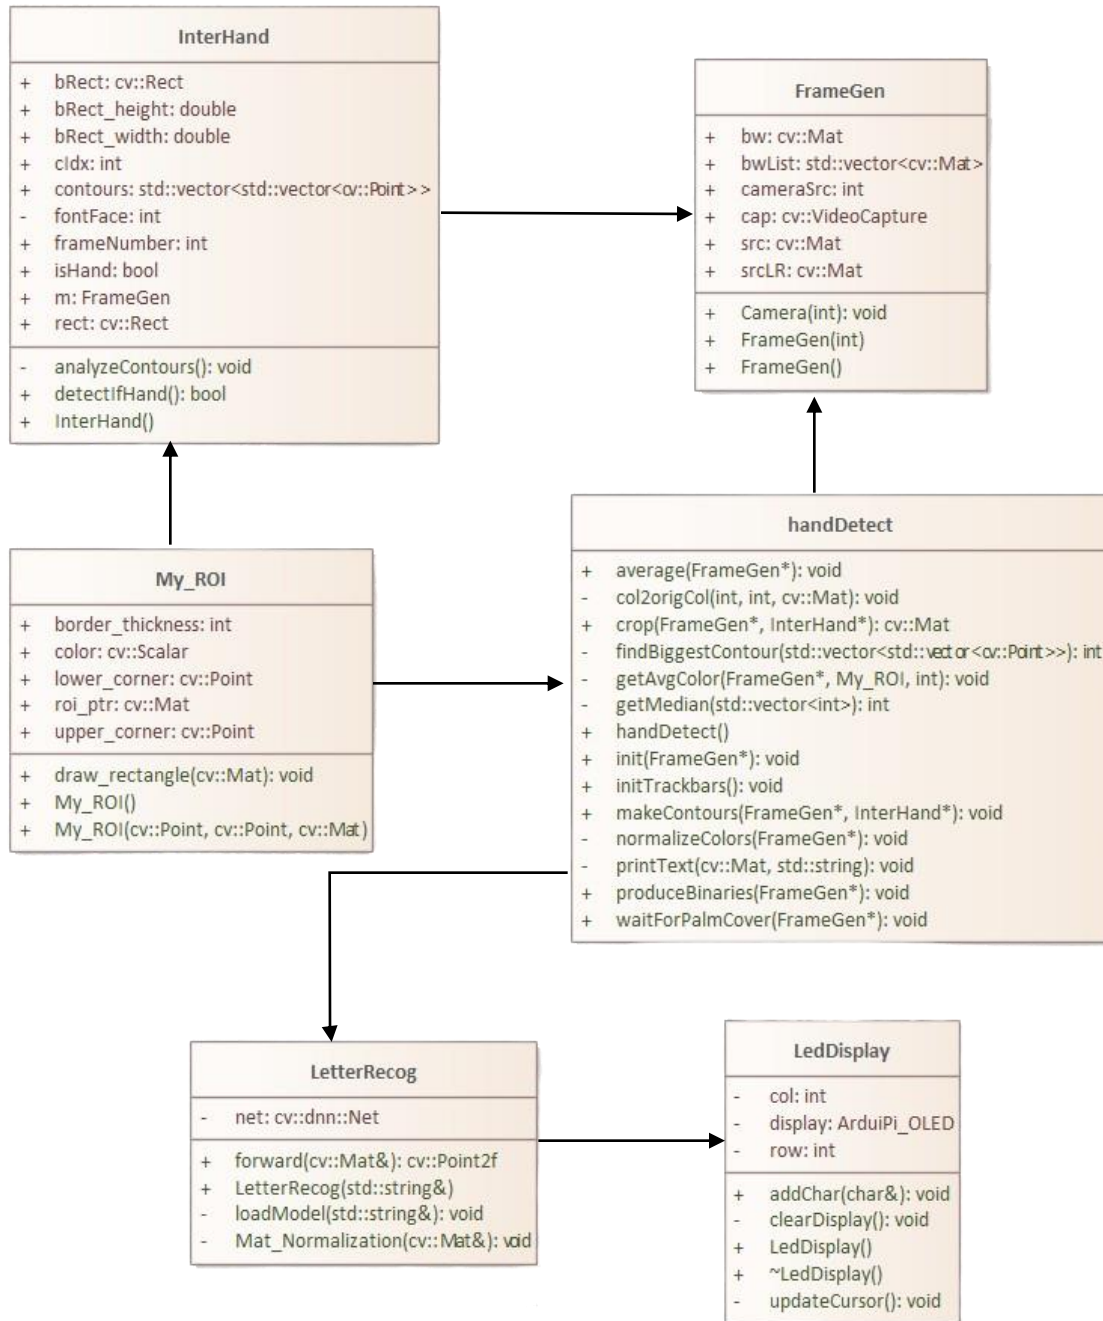 InterHand
+ bRect: cv::Rect
+ bRect_height: double
+ bRect_width: double
+ cIdx: int
+ contours: std::vector<std::vector<cv::Point>>
- fontFace: int
+ frameNumber: int
+ isHand: bool
+ m: FrameGen
+ rect: cv::Rect
- analyzeContours(): void
+ detectIfHand(): bool
+ InterHand()
FrameGen
+ bw: cv::Mat
+ bwList: std::vector<cv::Mat>
+ cameraSrc: int
+ cap: cv::VideoCapture
+ src: cv::Mat
+ srcLR: cv::Mat
+ Camera(int): void
+ FrameGen(int)
+ FrameGen()
My_ROI
+ border_thickness: int
+ color: cv::Scalar
+ lower_corner: cv::Point
+ roi_ptr: cv::Mat
+ upper_corner: cv::Point
+ draw_rectangle(cv::Mat): void
+ My_ROI()
+ My_ROI(cv::Point, cv::Point, cv::Mat)
handDetect
+ average(FrameGen*): void
- col2origCol(int, int, cv::Mat): void
+ crop(FrameGen*, InterHand*): cv::Mat
- findBiggestContour(std::vector<std::vector<cv::Point>>): int
- getAvgColor(FrameGen*, My_ROI, int): void
- getMedian(std::vector<int>): int
+ handDetect()
+ init(FrameGen*): void
+ initTrackbars(): void
+ makeContours(FrameGen*, InterHand*): void
- normalizeColors(FrameGen*): void
- printText(cv::Mat, std::string): void
+ produceBinaries(FrameGen*): void
+ waitForPalmCover(FrameGen*): void
LetterRecog
- net: cv::dnn::Net
+ forward(cv::Mat&): cv::Point2f
+ LetterRecog(std::string&)
- loadModel(std::string&): void
- Mat_Normalization(cv::Mat&): void
LedDisplay
- col: int
- display: ArduiPi_OLED
- row: int
+ addChar(char&): void
- clearDisplay(): void
+ LedDisplay()
+ ~LedDisplay()
- updateCursor(): void